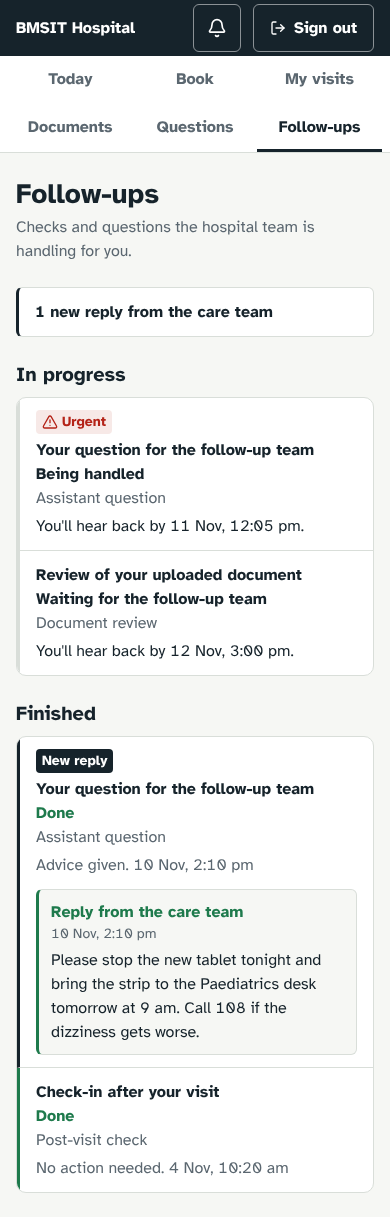 BMSIT Hospital
Sign out
Today
Book
My visits
Documents
Questions
Follow-ups
Follow-ups
Checks and questions the hospital team is
handling for you.
1 new reply from the care team
In progress
Urgent
Your question for the follow-up team
Being handled
Assistant question
You'll hear back by 11 Nov, 12:05 pm.
Review of your uploaded document
Waiting for the follow-up team
Document review
You'll hear back by 12 Nov, 3:00 pm.
Finished
New reply
Your question for the follow-up team
Done
Assistant question
Advice given. 10 Nov, 2:10 pm
Reply from the care team
10 Nov, 2:10 pm
Please stop the new tablet tonight and
bring the strip to the Paediatrics desk
tomorrow at 9 am. Call 108 if the
dizziness gets worse.
Check-in after your visit
Done
Post-visit check
No action needed. 4 Nov, 10:20 am